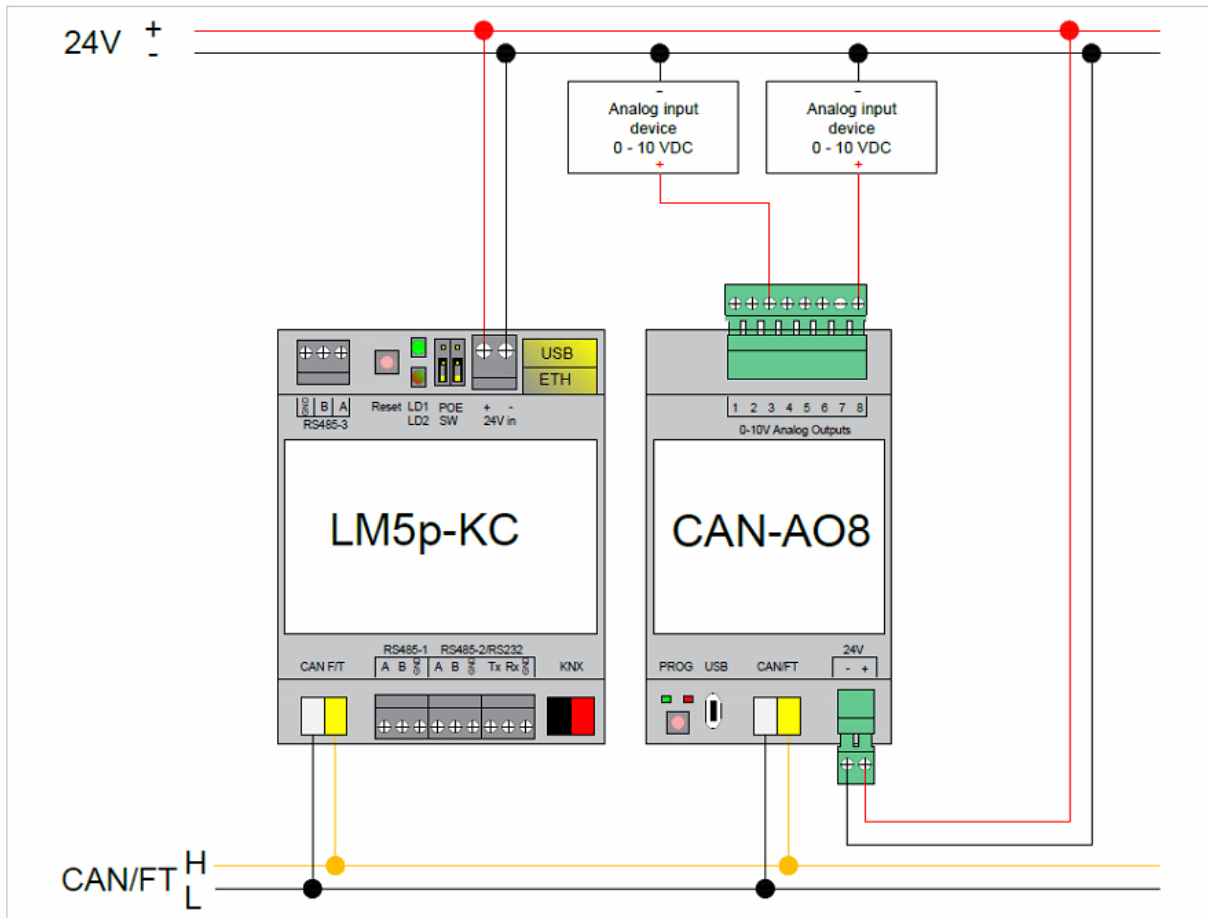 24V +
-
-
Analog input
device
0 - 10 VDC
+
-
Analog input
device
0 - 10 VDC
+
USB
ETH
GND B A
RS485-3
Reset LD1 POE + -
LD2 SW 24V in
1 2 3 4 5 6 7 8
0-10V Analog Outputs
LM5p-KC
CAN-AO8
RS485-1 RS485-2/RS232
CAN F/T A B GND A B GND Tx Rx GND KNX
24V
PROG USB CAN/FT - +
CAN/FT H
L